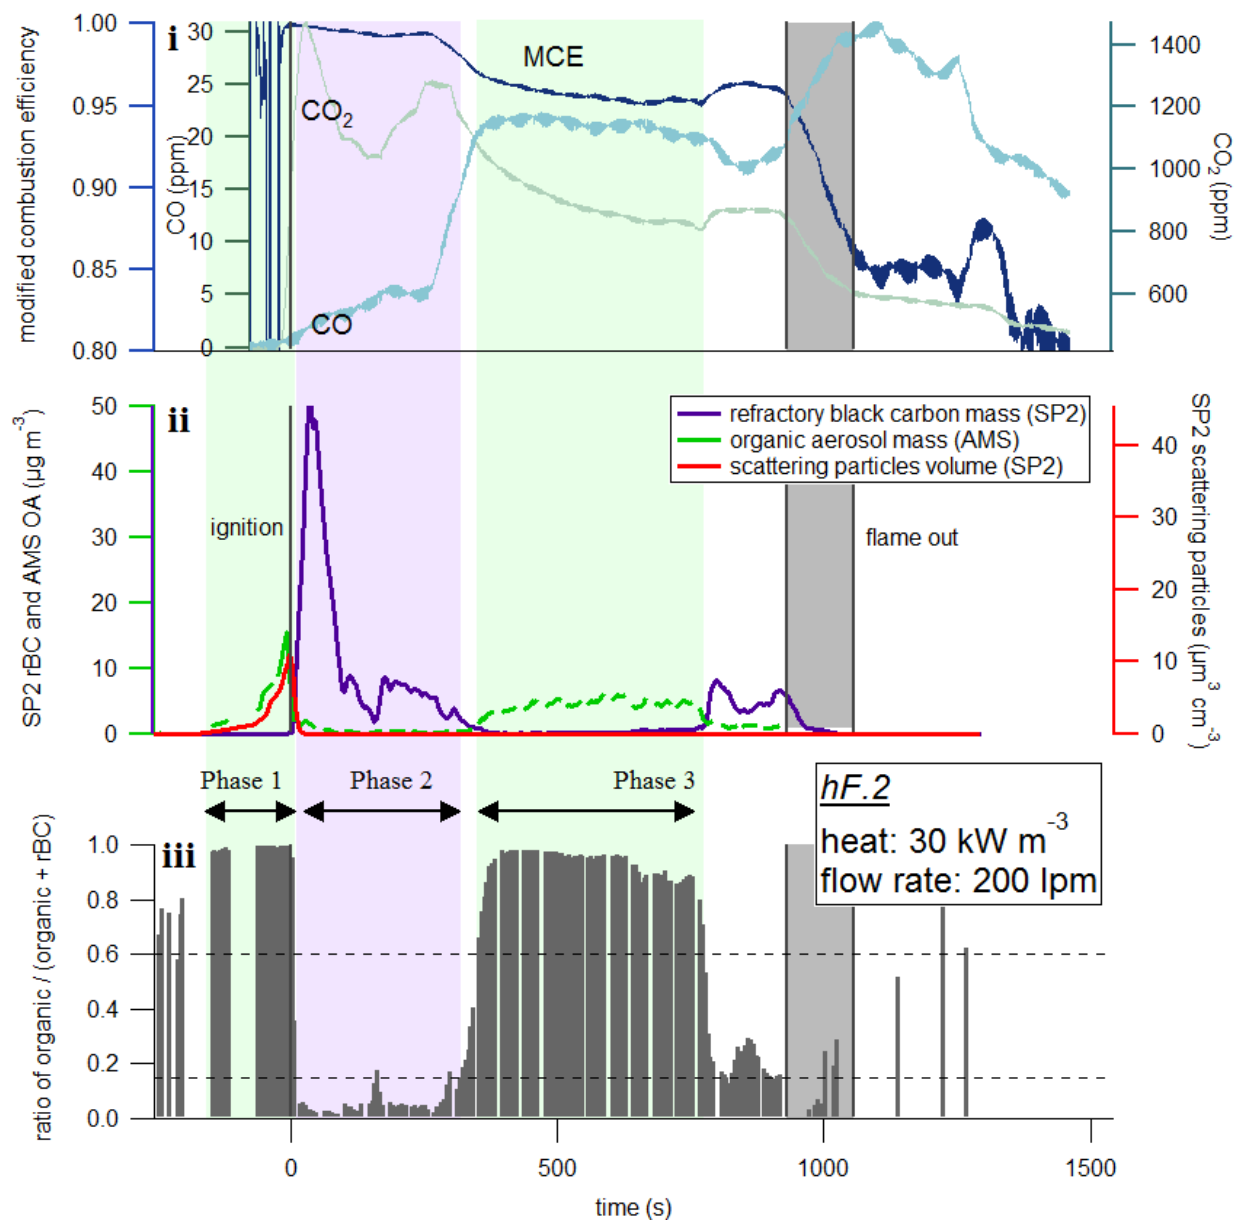 i
modified combustion efficiency
1.00
0.95
0.90
0.85
0.80
CO (ppm)
30
25
20
15
10
5
0
MCE
CO2
CO
1400
1200
1000
800
600
CO2 (ppm)
ii
SP2 rBC and AMS OA (µg m-3)
50
40
30
20
10
0
refractory black carbon mass (SP2)
organic aerosol mass (AMS)
scattering particles volume (SP2)
ignition
flame out
40
30
20
10
0
SP2 scattering particles (µm3 cm-3)
Phase 1
Phase 2
Phase 3
hF.2
heat: 30 kW m-3
flow rate: 200 lpm
iii
ratio of organic / (organic + rBC)
1.0
0.8
0.6
0.4
0.2
0.0
0
500
1000
1500
time (s)